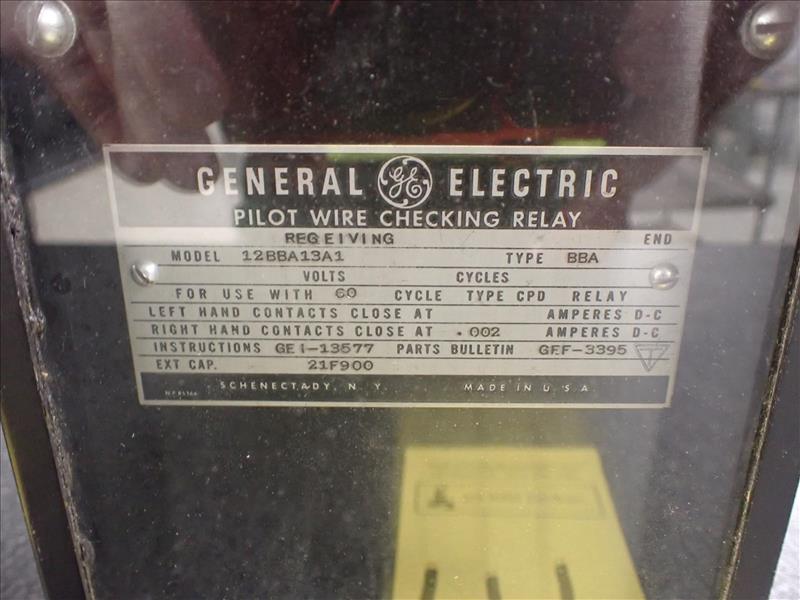 GENERAL GE ELECTRIC
PILOT WIRE CHECKING RELAY
RECEIVING END
MODEL 12BBA13A1 TYPE BBA
VOLTS CYCLES
FOR USE WITH 60 CYCLE TYPE CPD RELAY
LEFT HAND CONTACTS CLOSE AT AMPERES D-C
RIGHT HAND CONTACTS CLOSE AT .002 AMPERES D-C
INSTRUCTIONS GEI-13577 PARTS BULLETIN GEF-3395
EXT CAP. 21F900
SCHENECTADY, N. Y. MADE IN U.S.A.